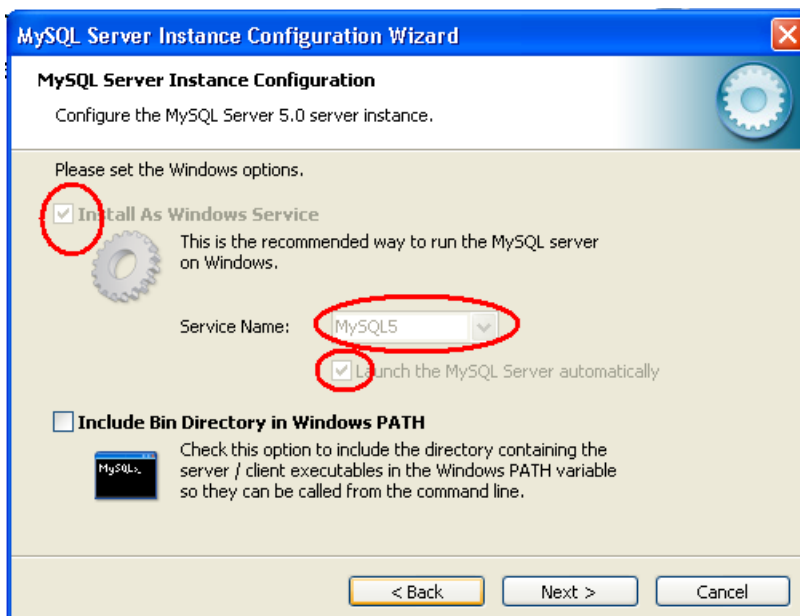 MySQL Server Instance Configuration Wizard
MySQL Server Instance Configuration
Configure the MySQL Server 5.0 server instance.
Please set the Windows options.
Install As Windows Service
This is the recommended way to run the MySQL server
on Windows.
Service Name: MySQL5
Launch the MySQL Server automatically
Include Bin Directory in Windows PATH
Check this option to include the directory containing the
server / client executables in the Windows PATH variable
so they can be called from the command line.
MySQL>_
< Back Next > Cancel